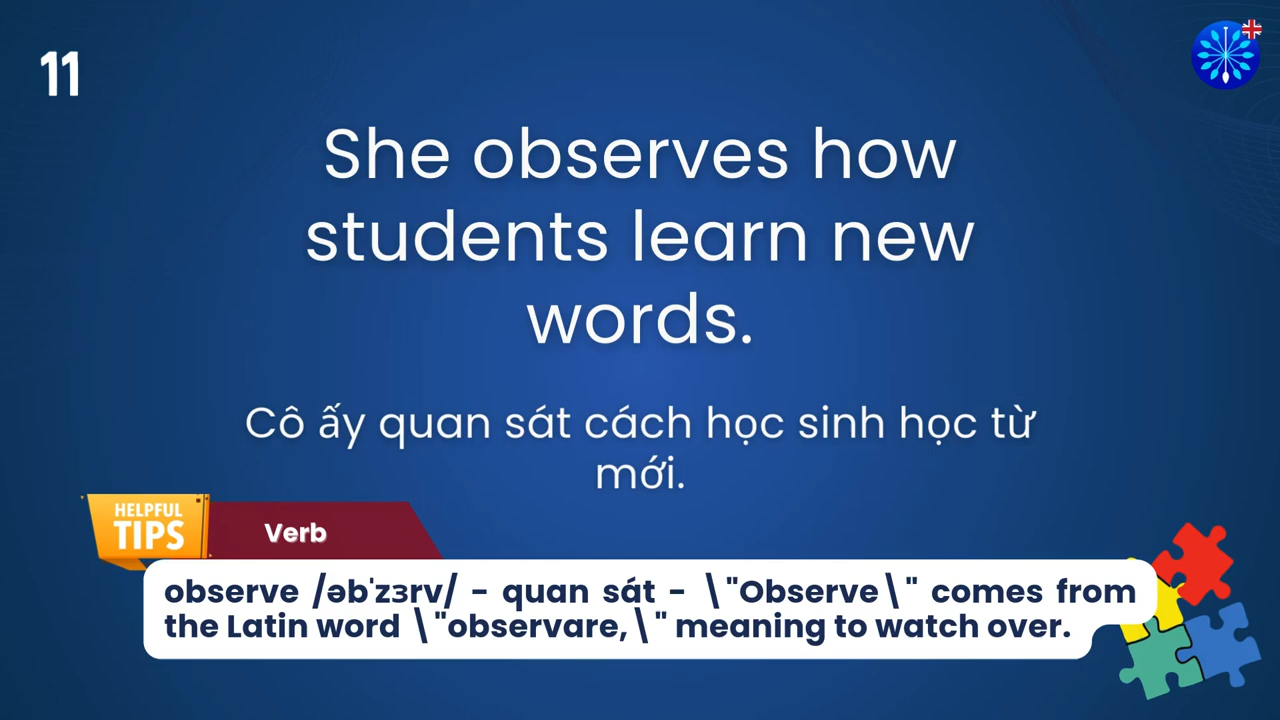 11
She observes how
students learn new
words.
Cô ấy quan sát cách học sinh học từ
mới.
HELPFUL
TIPS
Verb
observe /əbˈzɜrv/ - quan sát - \"Observe\" comes from
the Latin word \"observare,\" meaning to watch over.